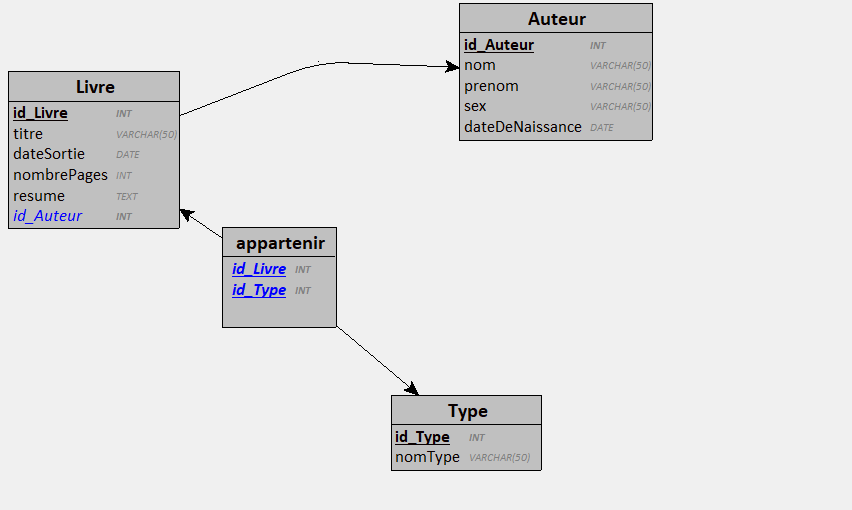 Auteur
id_Auteur INT
nom VARCHAR(50)
prenom VARCHAR(50)
sex VARCHAR(50)
dateDeNaissance DATE
Livre
id_Livre INT
titre VARCHAR(50)
dateSortie DATE
nombrePages INT
resume TEXT
id_Auteur INT
appartenir
id_Livre INT
id_Type INT
Type
id_Type INT
nomType VARCHAR(50)